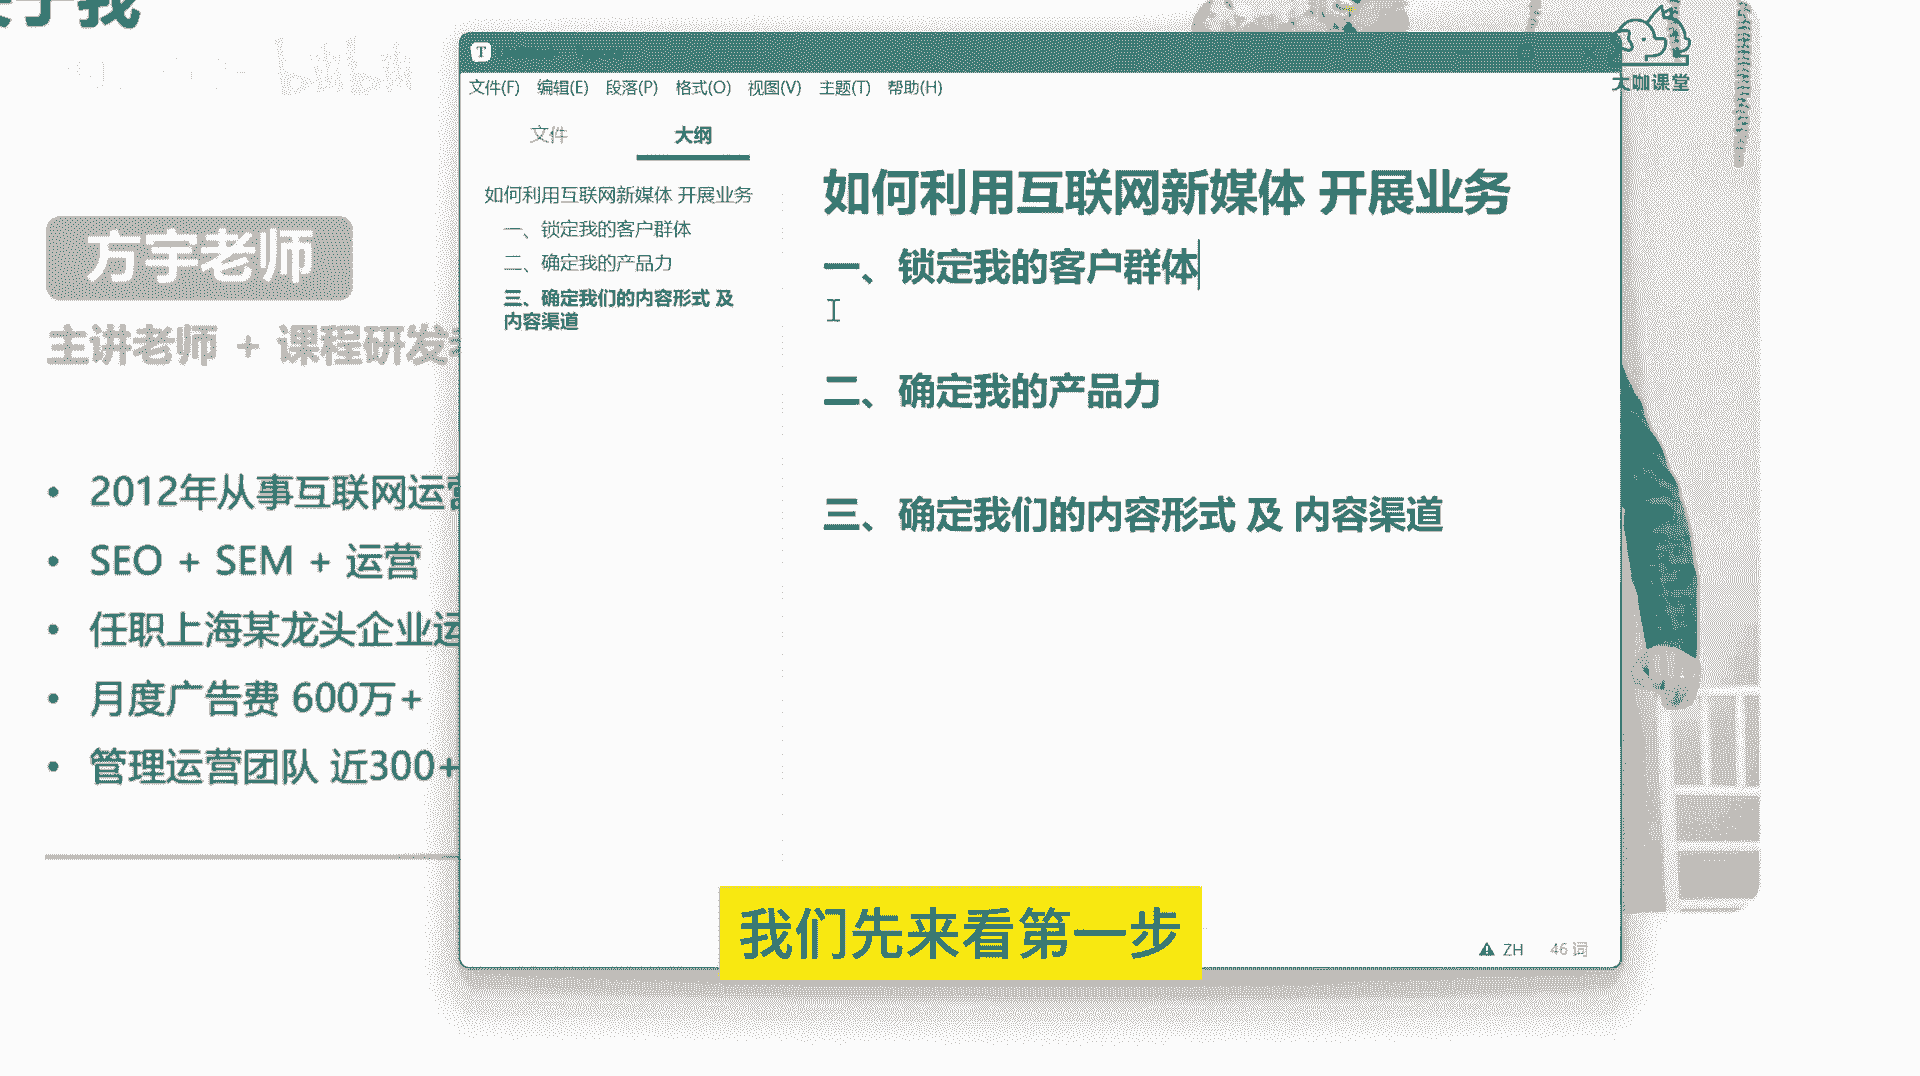 关于我
bilibili
方宇老师
主讲老师 + 课程研发
• 2012年从事互联网运营
• SEO + SEM + 运营
• 任职上海某龙头企业运
• 月度广告费 600万+
• 管理运营团队 近300+
T
文件(F) 编辑(E) 段落(P) 格式(O) 视图(V) 主题(T) 帮助(H)
文件 大纲
如何利用互联网新媒体 开展业务
一、锁定我的客户群体
二、确定我的产品力
三、确定我们的内容形式 及
内容渠道
如何利用互联网新媒体 开展业务
一、锁定我的客户群体
二、确定我的产品力
三、确定我们的内容形式 及 内容渠道
ZH 46 词
大咖课堂
我们先来看第一步